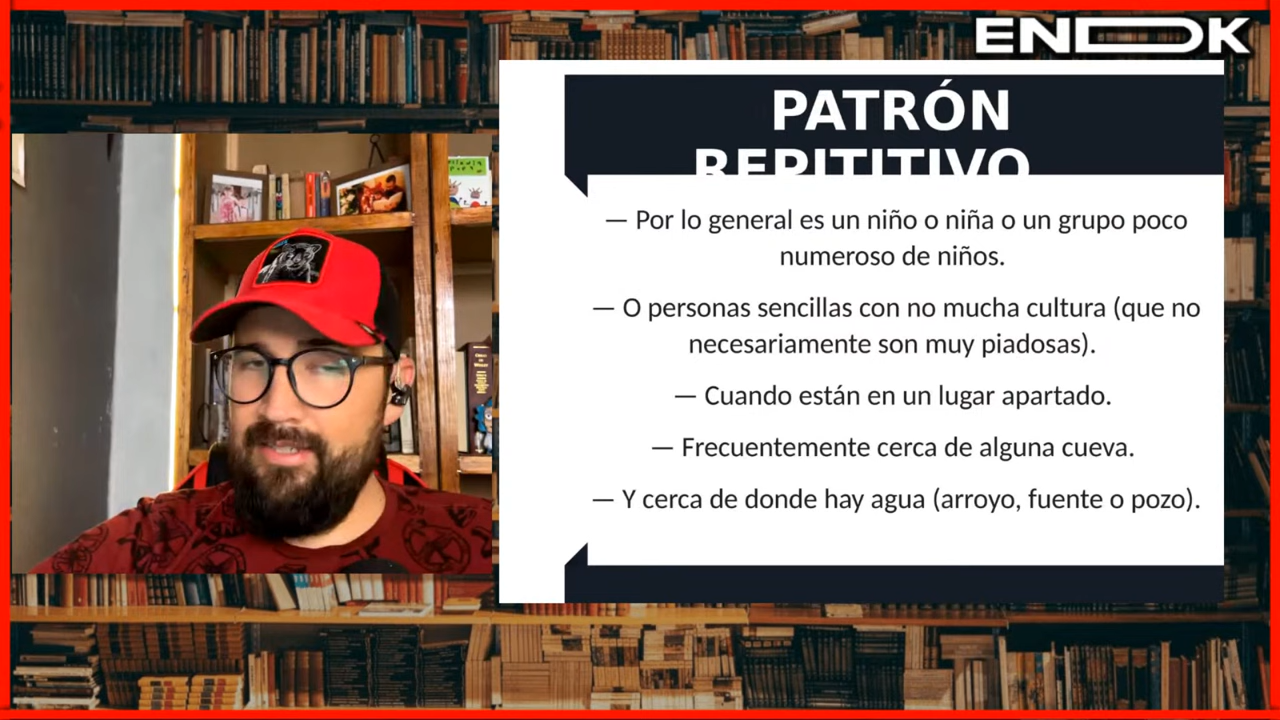 ENDK
PATRÓN
REPITITIVO
— Por lo general es un niño o niña o un grupo poco
numeroso de niños.
— O personas sencillas con no mucha cultura (que no
necesariamente son muy piadosas).
— Cuando están en un lugar apartado.
— Frecuentemente cerca de alguna cueva.
— Y cerca de donde hay agua (arroyo, fuente o pozo).